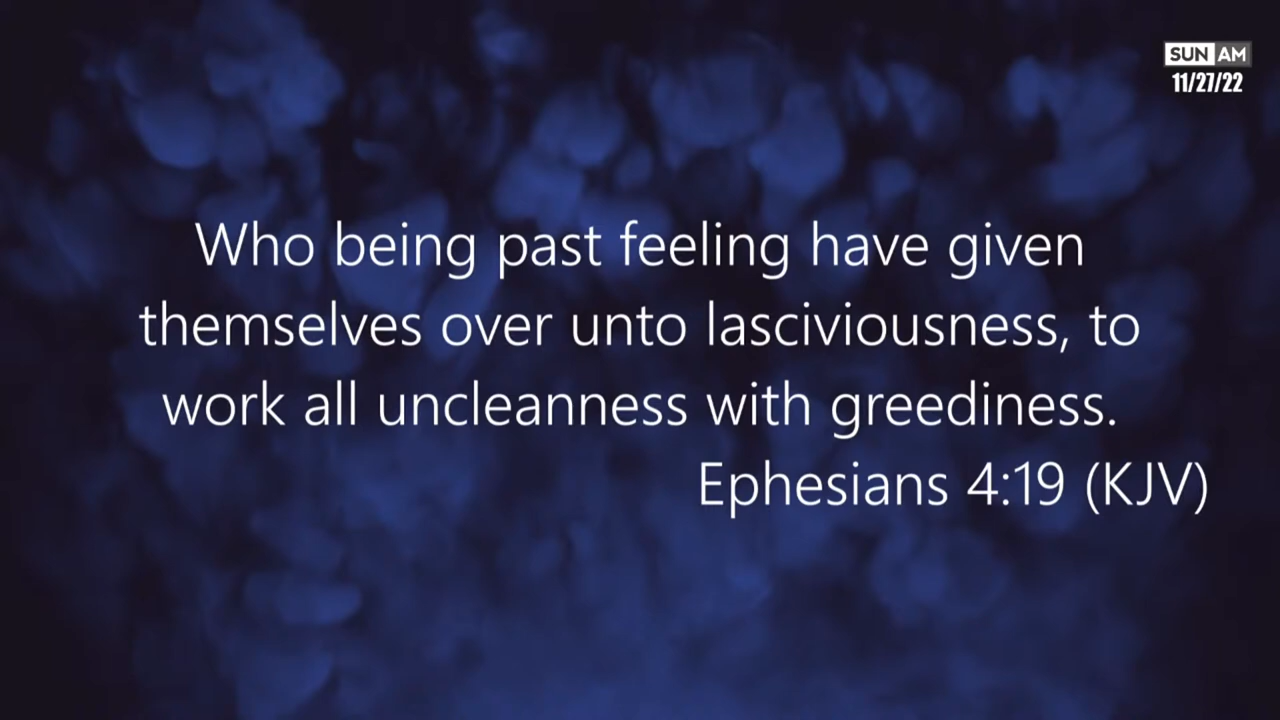 SUN AM
11/27/22
Who being past feeling have given
themselves over unto lasciviousness, to
work all uncleanness with greediness.
Ephesians 4:19 (KJV)